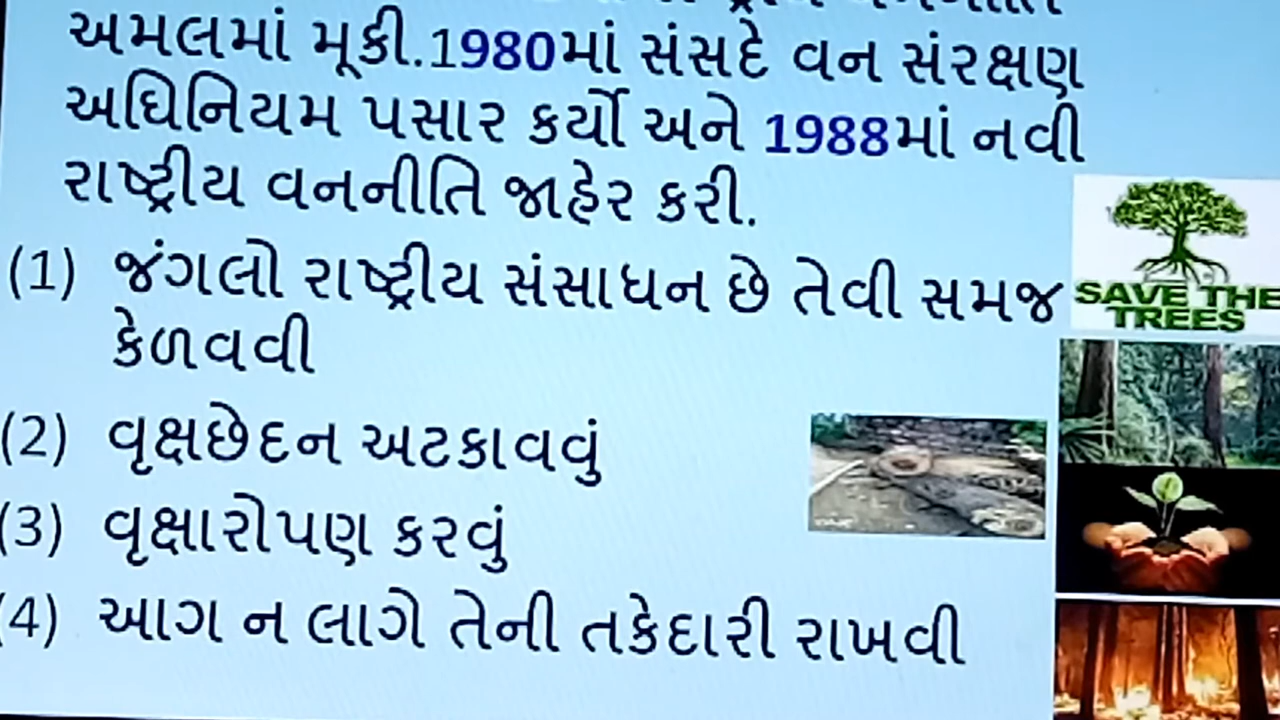 અમલમાં મૂકી.1980માં સંસદે વન સંરક્ષણ
અધિનિયમ પસાર કર્યો અને 1988માં નવી
રાષ્ટ્રીય વનનીતિ જાહેર કરી.
(1) જંગલો રાષ્ટ્રીય સંસાધન છે તેવી સમજ
કેળવવી
(2) વૃક્ષછેદન અટકાવવું
(3) વૃક્ષારોપણ કરવું
(4) આગ ન લાગે તેની તકેદારી રાખવી
SAVE THE
TREES